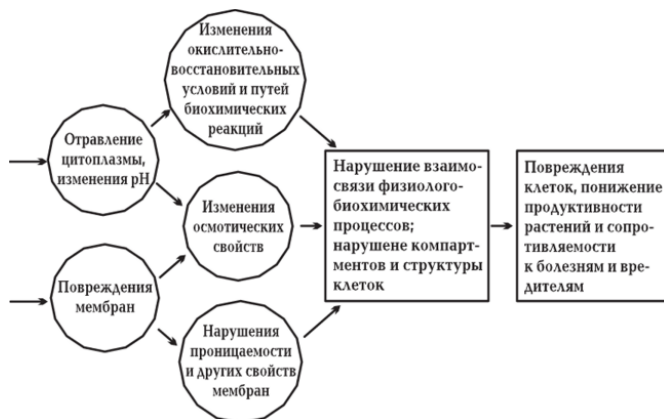 Изменения
окислительно-
восстановительных
условий и путей
биохимических
реакций
Отравление
цитоплазмы,
изменения pH
Изменения
осмотических
свойств
Повреждения
мембран
Нарушения
проницаемости
и других свойств
мембран
Нарушение взаимо-
связи физиолого-
биохимических
процессов;
нарушене компарт-
ментов и структуры
клеток
Повреждения
клеток, понижение
продуктивности
растений и сопро-
тивляемости
к болезням и вре-
дителям